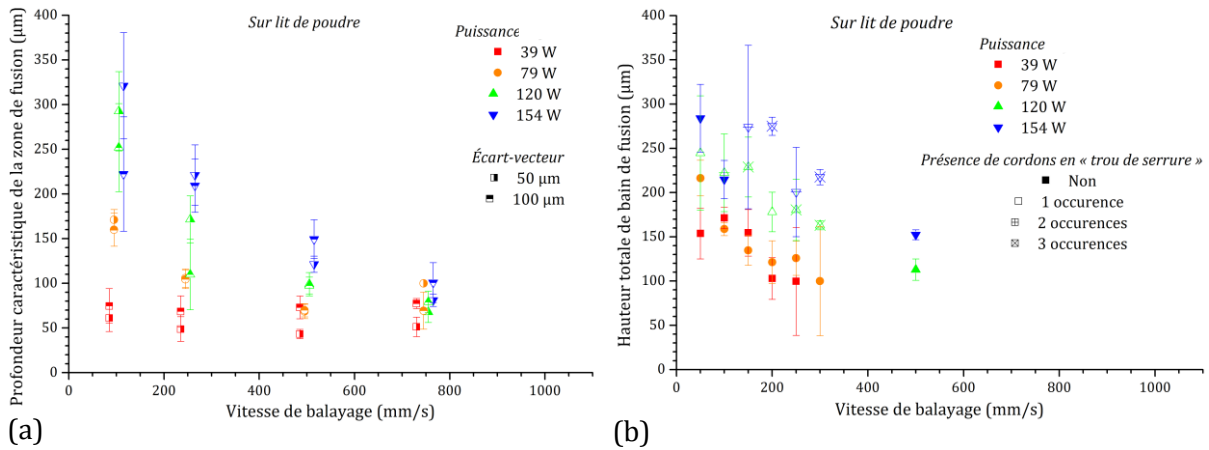 Sur lit de poudre
Puissance
39 W
79 W
120 W
154 W
Écart-vecteur
50 µm
100 µm
Profondeur caractéristique de la zone de fusion (µm)
400
350
300
250
200
150
100
50
0
0 200 400 600 800 1000
Vitesse de balayage (mm/s)
(a)
Sur lit de poudre
Puissance
39 W
79 W
120 W
154 W
Présence de cordons en « trou de serrure »
Non
1 occurence
2 occurences
3 occurences
Hauteur totale de bain de fusion (µm)
400
350
300
250
200
150
100
50
0
0 200 400 600 800 1000
Vitesse de balayage (mm/s)
(b)